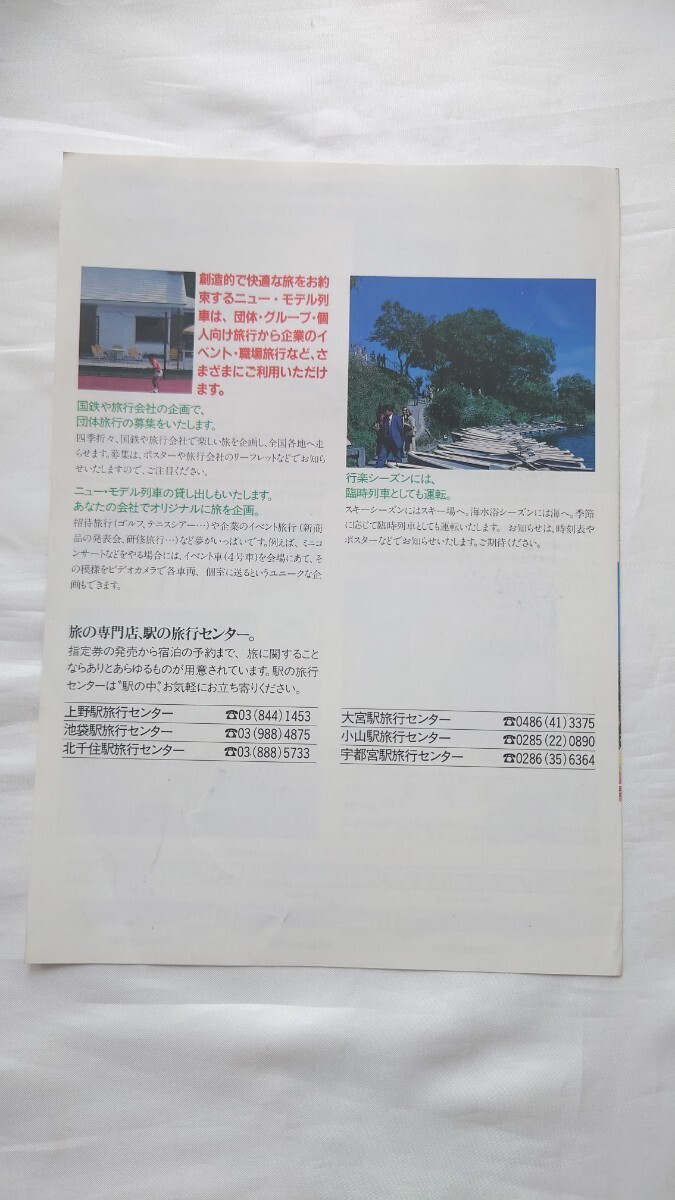 創造的で快適な旅をお約
束するニュー・モデル列
車は、団体・グループ・個
人向け旅行から企業のイ
ベント・職場旅行など、さ
まざまにご利用いただけ
ます。
国鉄や旅行会社の企画で、
団体旅行の募集をいたします。
四季折々、国鉄や旅行会社で楽しい旅を企画し、全国各地へ走
らせます。募集は、ポスターや旅行会社のリーフレットなどでお知ら
せいたしますので、ご注目ください。
ニュー・モデル列車の貸し出しもいたします。
あなたの会社でオリジナルに旅を企画。
招待旅行(ゴルフ、テニスシアー…)や企業のイベント旅行(新商
品の発表会、研修旅行…)など夢がいっぱいです。例えば、ミニコ
ンサートなどをやる場合には、イベント車(4号車)を会場にあて、そ
の模様をビデオカメラで各車両、個室に送るというユニークな企
画もできます。
行楽シーズンには、
臨時列車としても運転。
スキーシーズンにはスキー場へ。海水浴シーズンには海へ。季節
に応じて臨時列車としても運転いたします。お知らせは、時刻表や
ポスターなどでお知らせいたします。ご期待ください。
旅の専門店、駅の旅行センター。
指定券の発売から宿泊の予約まで、旅に関すること
ならありとあらゆるものが用意されています。駅の旅行
センターは“駅の中”。お気軽にお立ち寄りください。
上野駅旅行センター ☎03(844)1453
池袋駅旅行センター ☎03(988)4875
北千住駅旅行センター ☎03(888)5733
大宮駅旅行センター ☎0486(41)3375
小山駅旅行センター ☎0285(22)0890
宇都宮駅旅行センター ☎0286(35)6364